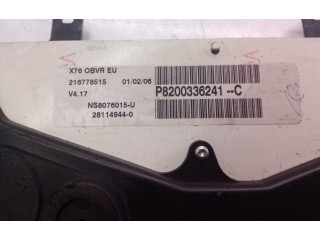 X76 OBVR EU
216778515 01/02/06
V4.17
P8200336241--C
NS8076015-U
28114944-0